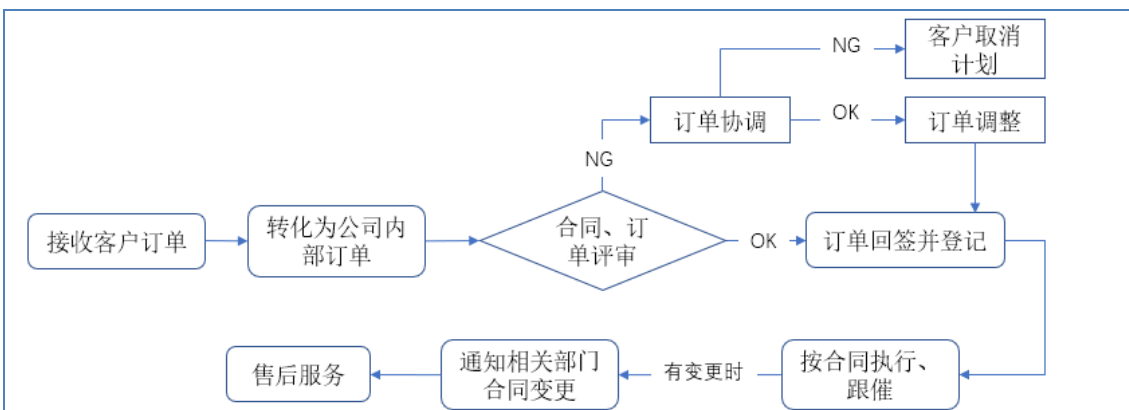 NG
客户取消
计划
订单协调
OK
订单调整
NG
接收客户订单
转化为公司内
部订单
合同、订
单评审
OK
订单回签并登记
售后服务
通知相关部门
合同变更
有变更时
按合同执行、
跟催